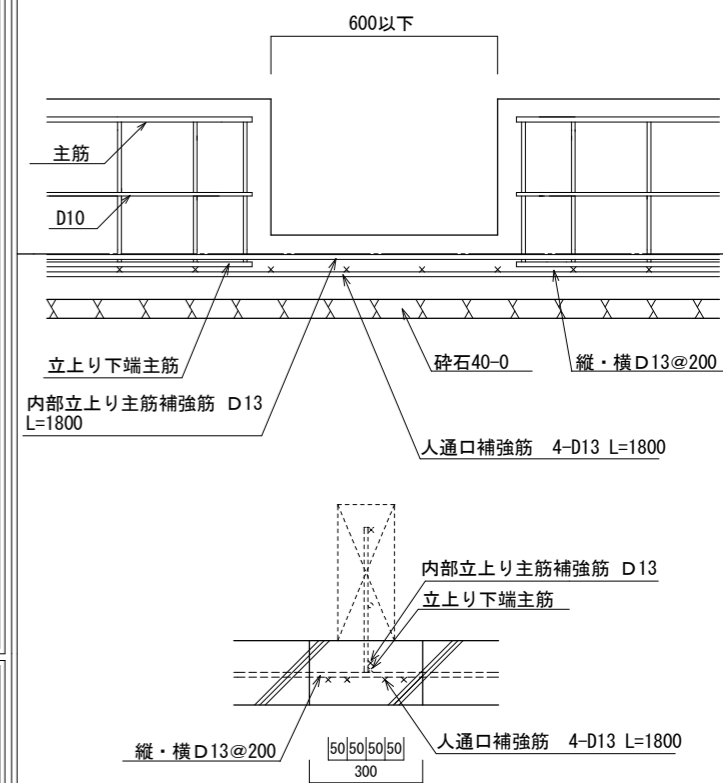 600以下
主筋
D10
立上り下端主筋
砕石40-0
縦・横D13@200
内部立上り主筋補強筋 D13
L=1800
人通口補強筋 4-D13 L=1800
内部立上り主筋補強筋 D13
立上り下端主筋
縦・横D13@200
50 50 50 50
人通口補強筋 4-D13 L=1800
300